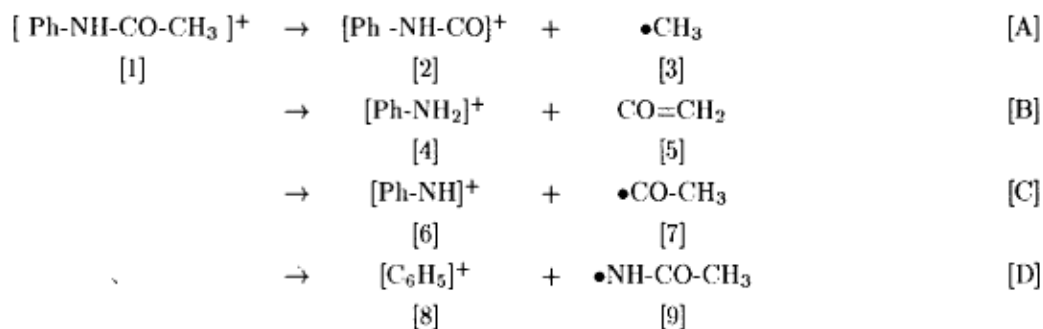 [ Ph-NH-CO-CH₃ ]⁺ → {Ph -NH-CO}⁺ + •CH₃ [A]
[1] [2] [3]
→ [Ph-NH₂]⁺ + CO=CH₂ [B]
[4] [5]
→ [Ph-NH]⁺ + •CO-CH₃ [C]
[6] [7]
→ [C₆H₅]⁺ + •NH-CO-CH₃ [D]
[8] [9]